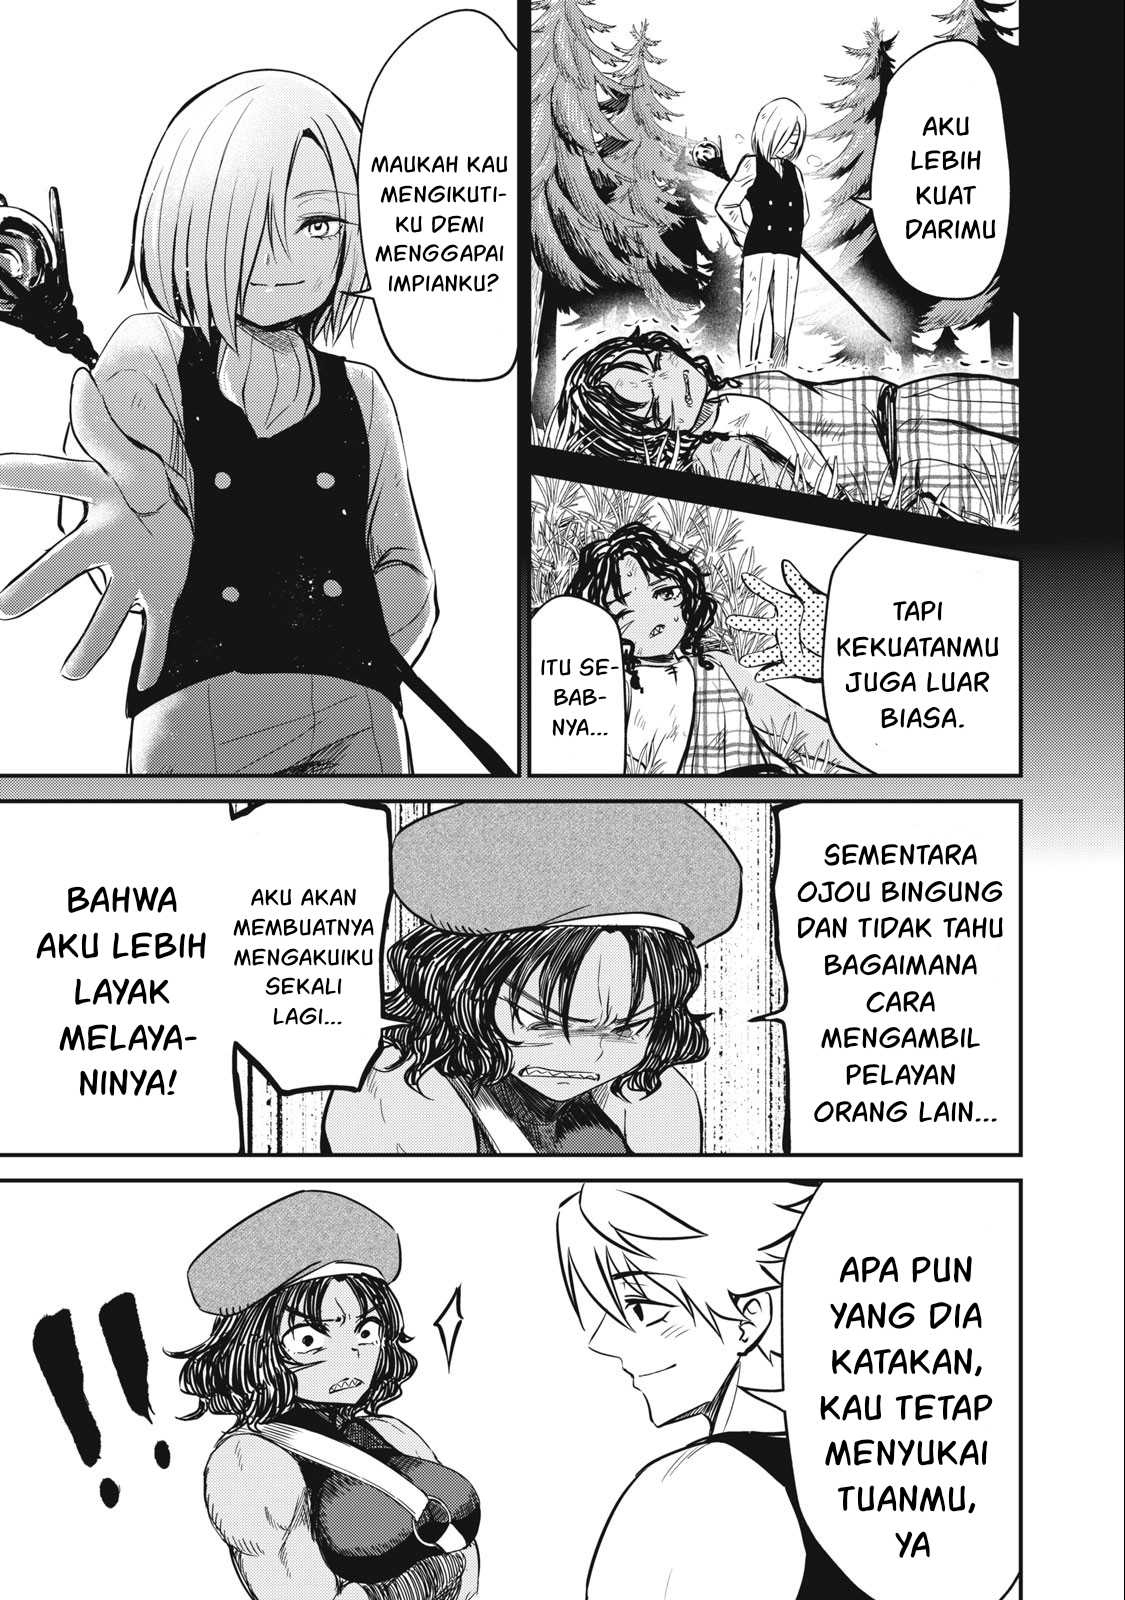 AKU
LEBIH
KUAT
DARIMU
TAPI
KEKUATANMU
JUGA LUAR
BIASA.
ITU SE-
BAB-
NYA...
MAUKAH KAU
MENGIKUTI-
KU DEMI
MENGGAPAI
IMPIANKU?
SEMENTARA
OJOU BINGUNG
DAN TIDAK TAHU
BAGAIMANA
CARA
MENGAMBIL
PELAYAN
ORANG LAIN...
AKU AKAN
MEMBUATNYA
MENGAKUIKU
SEKALI
LAGI...
BAHWA
AKU LEBIH
LAYAK
MELAYA-
NINYA!
APA PUN
YANG DIA
KATAKAN,
KAU TETAP
MENYUKAI
TUANMU,
YA
!!